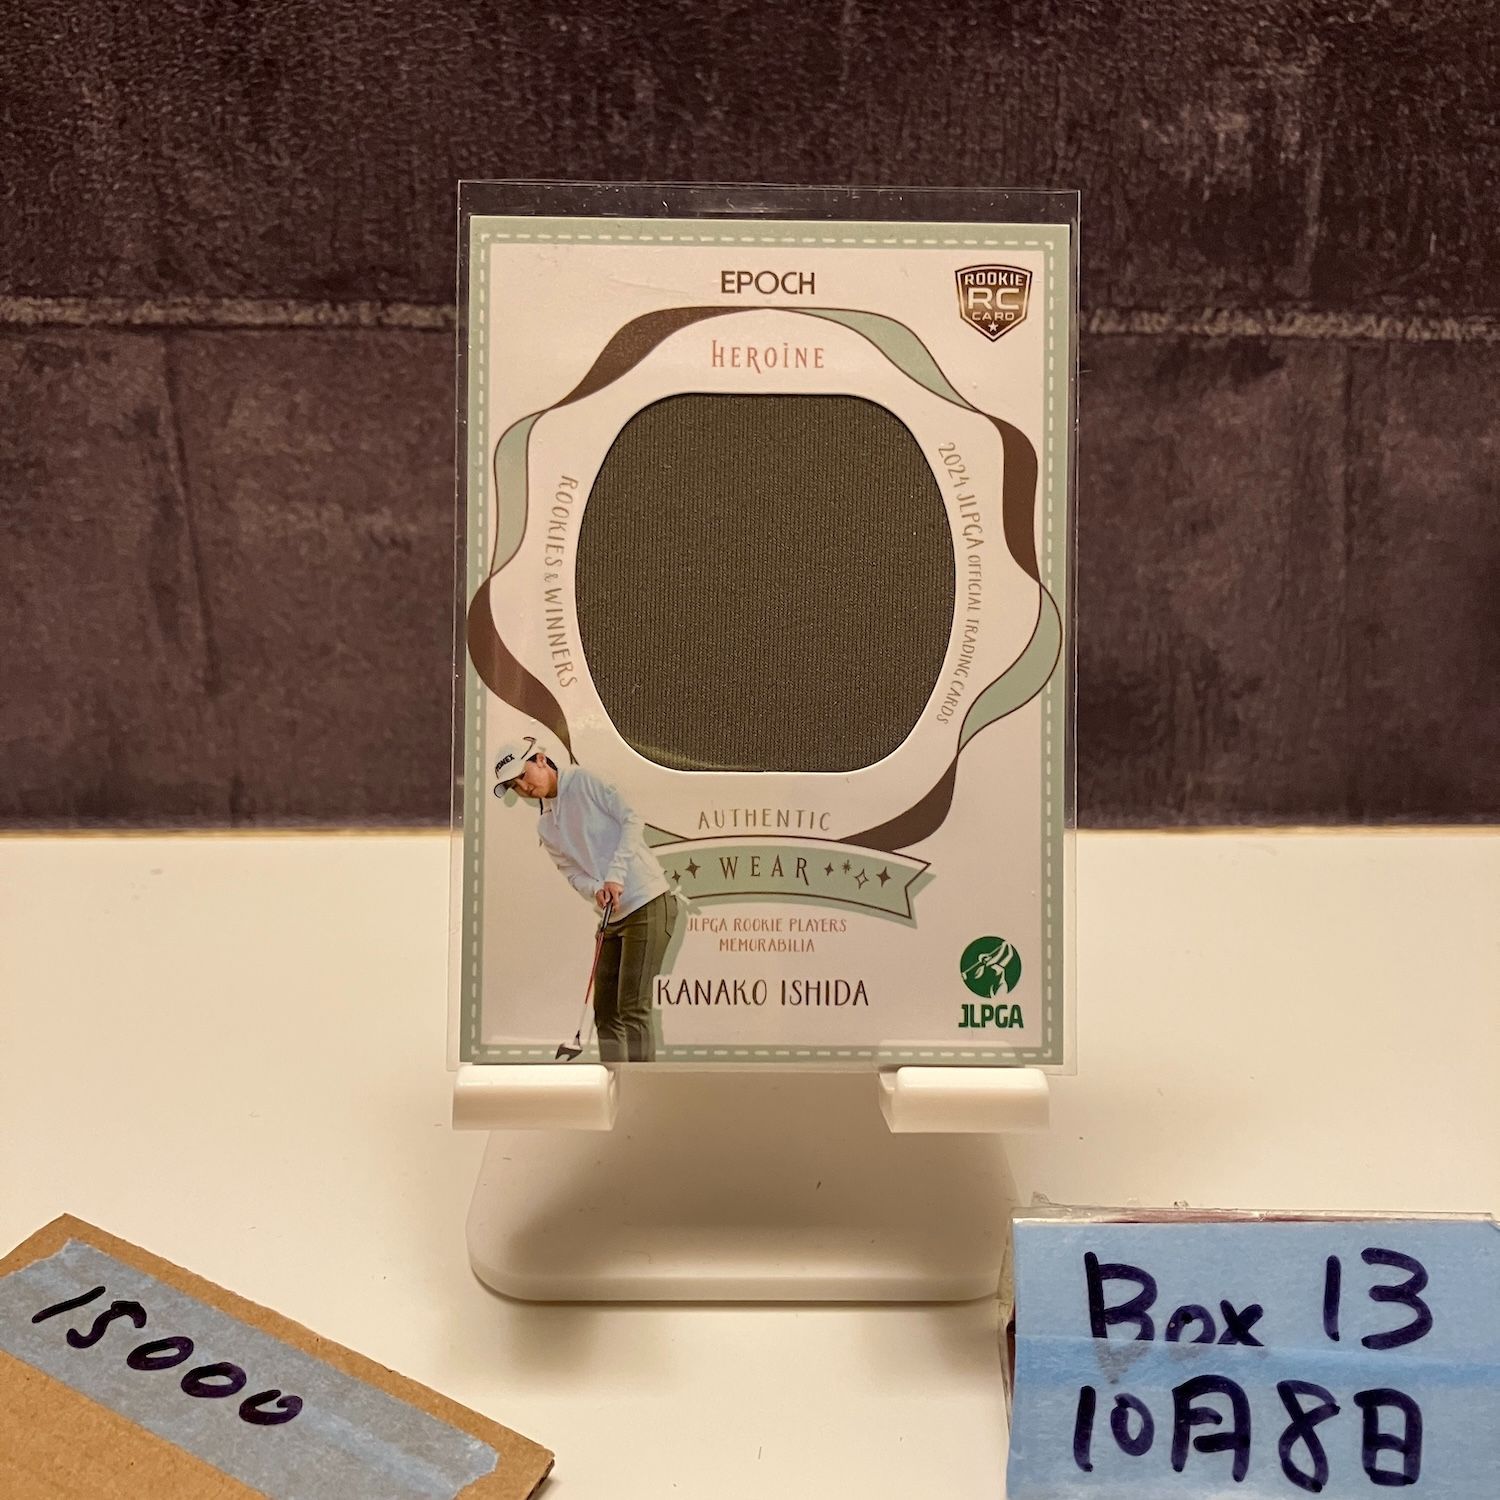 EPOCH
ROOKIE
RC
CARD
HEROINE
ROOKIES & WINNERS
2024 JLPGA OFFICIAL TRADING CARDS
YONEX
AUTHENTIC
WEAR
JLPGA ROOKIE PLAYERS
MEMORABILIA
KANAKO ISHIDA
JLPGA
15000
Box 13
10月8日